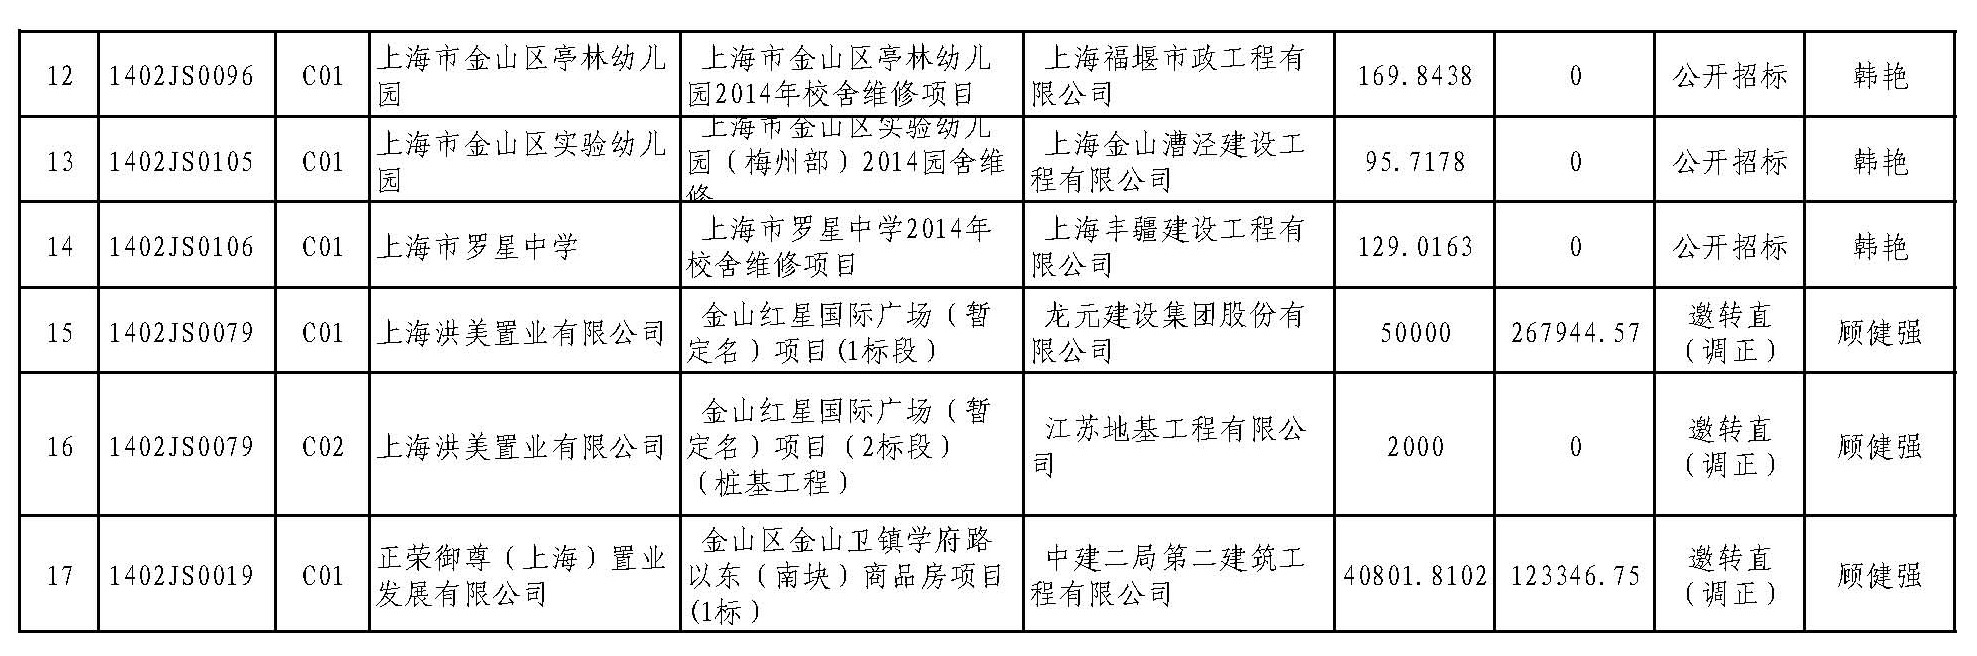 12 1402JS0096 C01 上海市金山区亭林幼儿园 上海市金山区亭林幼儿园2014年校舍维修项目 上海福堰市政工程有限公司 169.8438 0 公开招标 韩艳
13 1402JS0105 C01 上海市金山区实验幼儿园 上海市金山区实验幼儿园（梅州部）2014园舍维修 上海金山漕泾建设工程有限公司 95.7178 0 公开招标 韩艳
14 1402JS0106 C01 上海市罗星中学 上海市罗星中学2014年校舍维修项目 上海丰疆建设工程有限公司 129.0163 0 公开招标 韩艳
15 1402JS0079 C01 上海洪美置业有限公司 金山红星国际广场（暂定名）项目(1标段） 龙元建设集团股份有限公司 50000 267944.57 邀转直（调正） 顾健强
16 1402JS0079 C02 上海洪美置业有限公司 金山红星国际广场（暂定名）项目（2标段）（桩基工程） 江苏地基工程有限公司 2000 0 邀转直（调正） 顾健强
17 1402JS0019 C01 正荣御尊（上海）置业发展有限公司 金山区金山卫镇学府路以东（南块）商品房项目(1标） 中建二局第二建筑工程有限公司 40801.8102 123346.75 邀转直（调正） 顾健强